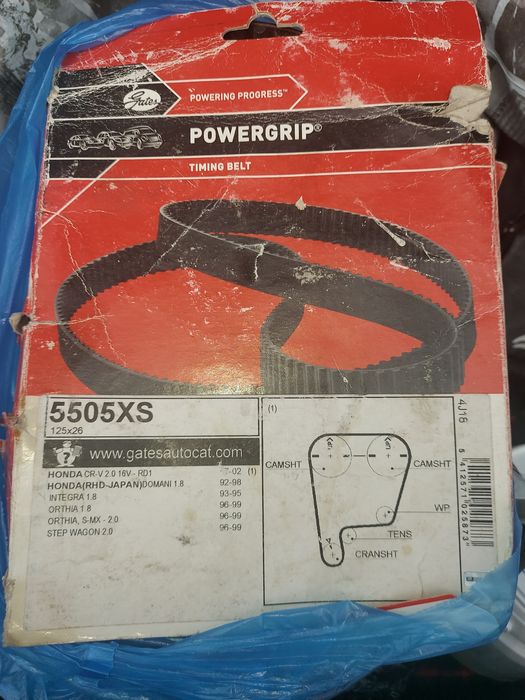 Gates
POWERING PROGRESS™
POWERGRIP®
TIMING BELT
5505XS
125x26
www.gatesautocat.com
HONDA CR-V 2.0 16V - RD1 7-02 (1)
HONDA(RHD-JAPAN)DOMANI 1.8 92-98
INTEGRA 1.8 93-95
ORTHIA 1.8 96-99
ORTHIA, S-MX - 2.0 96-99
STEP WAGON 2.0 96-99
(1)
CAMSHT
CAMSHT
WP
TENS
CRANSHT
4J16
5 412571 025873